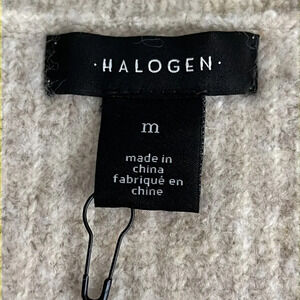 ·HALOGEN·
m
made in
china
fabriqué en
chine